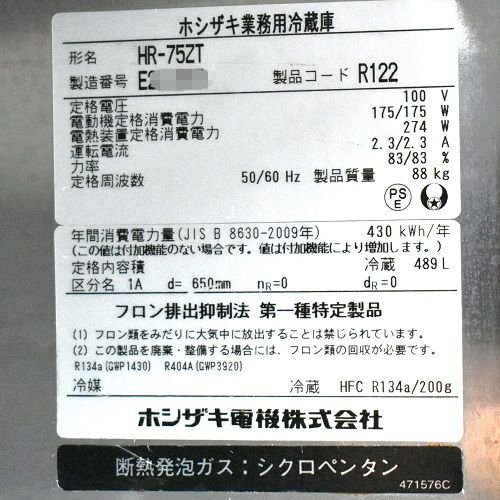 ホシザキ業務用冷蔵庫
形名 HR-75ZT
製造番号 E2 製品コード R122
定格電圧 100 V
電動機定格消費電力 175/175 W
電熱装置定格消費電力 274 W
運転電流 2.3/2.3 A
力率 83/83 %
定格周波数 50/60 Hz 製品質量 88 kg
PS E
年間消費電力量(JIS B 8630-2009年) 430 kWh/年
(この値は付加機能のない場合です。値は付加機能により増加します。)
定格内容積 冷蔵 489 L
区分名 1A d= 650mm nR=0 dR=0
フロン排出抑制法 第一種特定製品
(1) フロン類をみだりに大気中に放出することは禁じられています。
(2) この製品を廃棄・整備する場合には、フロン類の回収が必要です。
R134a(GWP1430) R404A(GWP3920)
冷媒 冷蔵 HFC R134a/200g
ホシザキ電機株式会社
断熱発泡ガス：シクロペンタン
471576C